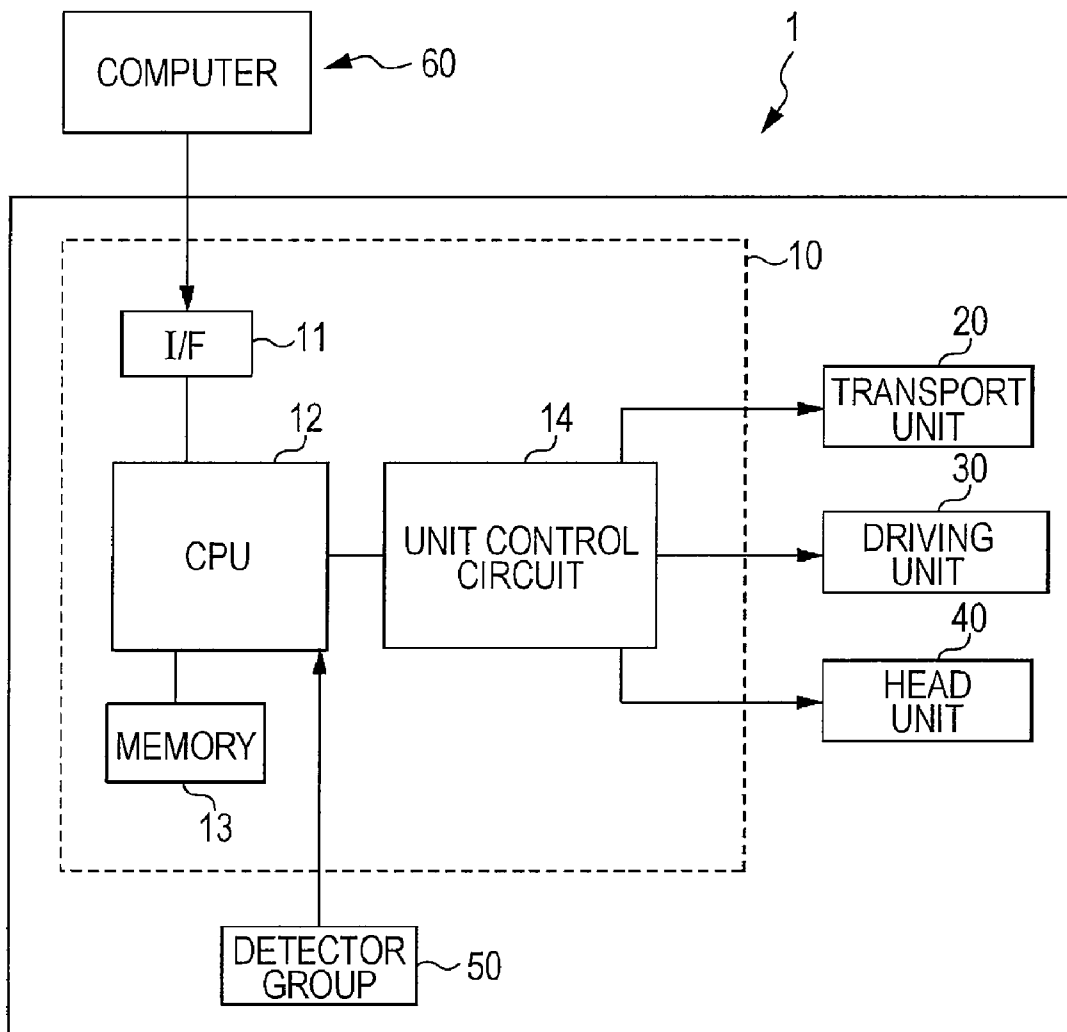 1
COMPUTER
60
10
I/F
11
20
TRANSPORT
UNIT
12
14
CPU
UNIT CONTROL
CIRCUIT
30
DRIVING
UNIT
40
HEAD
UNIT
MEMORY
13
DETECTOR
GROUP
50